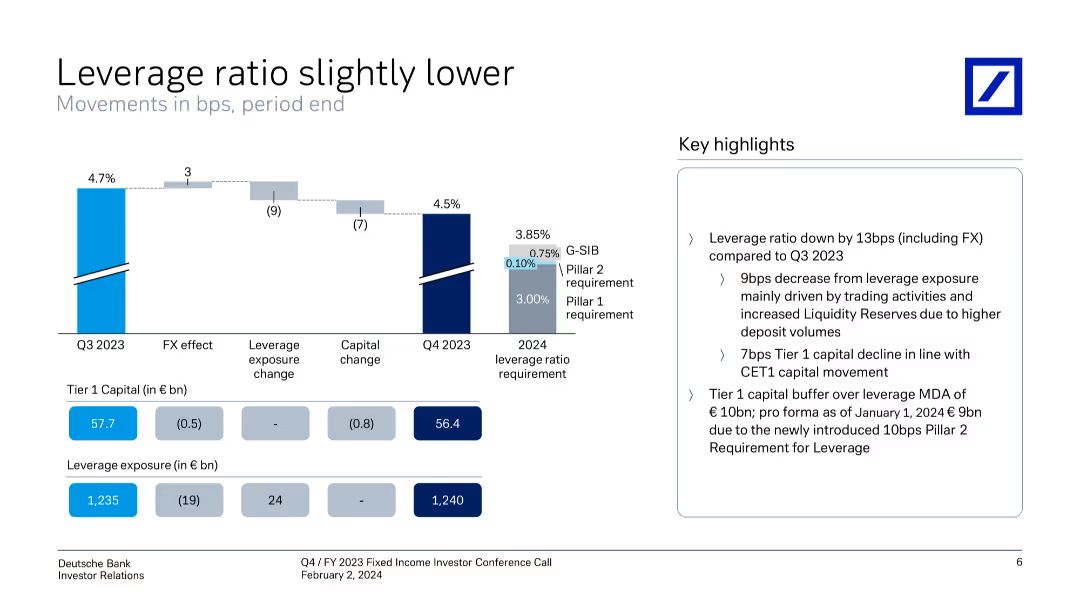 Leverage ratio slightly lower
Movements in bps, period end
4.7%
3
(9)
(7)
4.5%
3.85%
0.75%
G-SIB
0.10%
Pillar 2
requirement
3.00%
Pillar 1
requirement
Q3 2023
FX effect
Leverage
exposure
change
Capital
change
Q4 2023
2024
leverage ratio
requirement
Tier 1 Capital (in € bn)
57.7
(0.5)
-
(0.8)
56.4
Leverage exposure (in € bn)
1,235
(19)
24
-
1,240
Key highlights
〉 Leverage ratio down by 13bps (including FX)
compared to Q3 2023
〉 9bps decrease from leverage exposure
mainly driven by trading activities and
increased Liquidity Reserves due to higher
deposit volumes
〉 7bps Tier 1 capital decline in line with
CET1 capital movement
〉 Tier 1 capital buffer over leverage MDA of
€ 10bn; pro forma as of January 1, 2024 € 9bn
due to the newly introduced 10bps Pillar 2
Requirement for Leverage
Deutsche Bank
Investor Relations
Q4 / FY 2023 Fixed Income Investor Conference Call
February 2, 2024
6